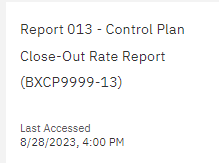 Report 013 - Control Plan
Close-Out Rate Report
(BXCP9999-13)
Last Accessed
8/28/2023, 4:00 PM